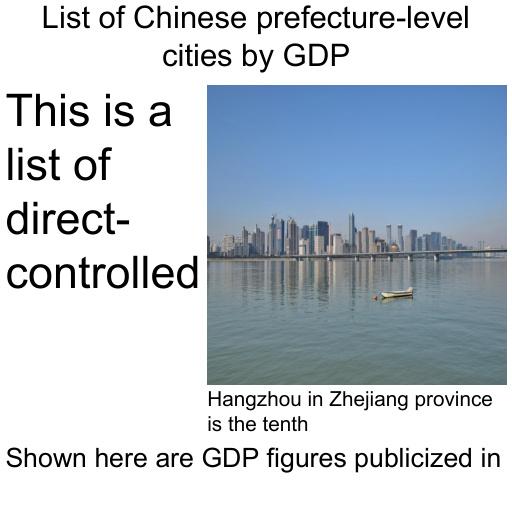 List of Chinese prefecture-level
cities by GDP
This is a
list of
direct-
controlled
Hangzhou in Zhejiang province
is the tenth
Shown here are GDP figures publicized in